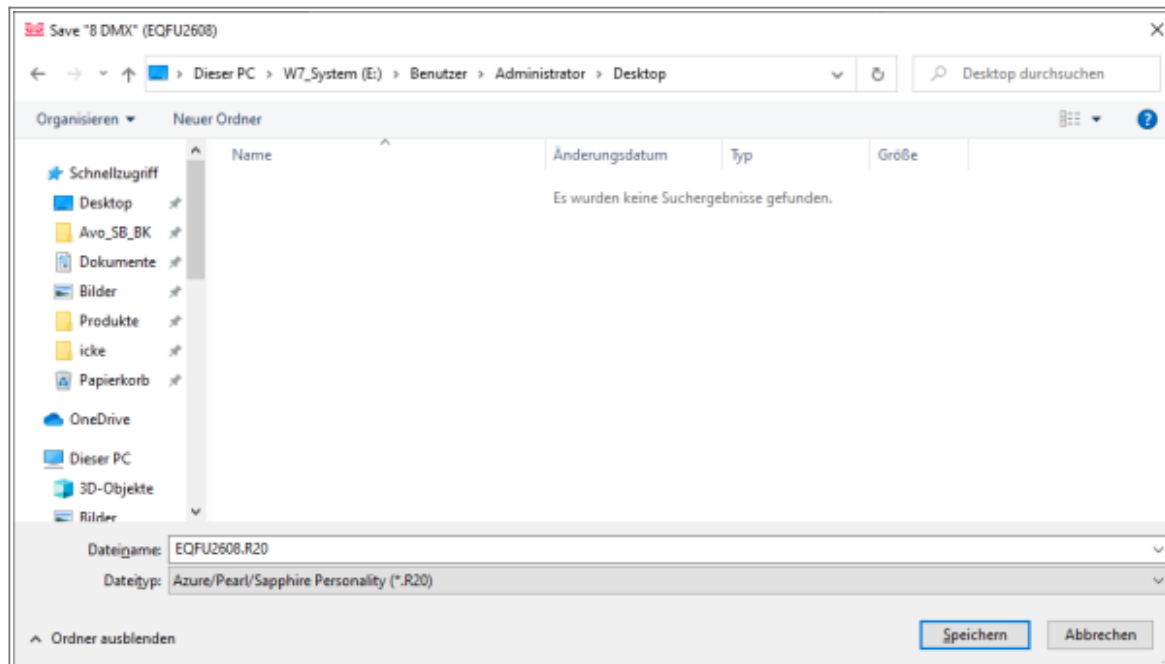 Save "8 DMX" (EQFU2608)
Dieser PC > W7_System (E:) > Benutzer > Administrator > Desktop
Desktop durchsuchen
Organisieren
Neuer Ordner
Name
Änderungsdatum
Typ
Größe
Es wurden keine Suchergebnisse gefunden.
Schnellzugriff
Desktop
Avo_SB_BK
Dokumente
Bilder
Produkte
icke
Papierkorb
OneDrive
Dieser PC
3D-Objekte
Bilder
Dateiname: EQFU2608.R20
Dateityp: Azure/Pearl/Sapphire Personality (*.R20)
Ordner ausblenden
Speichern
Abbrechen